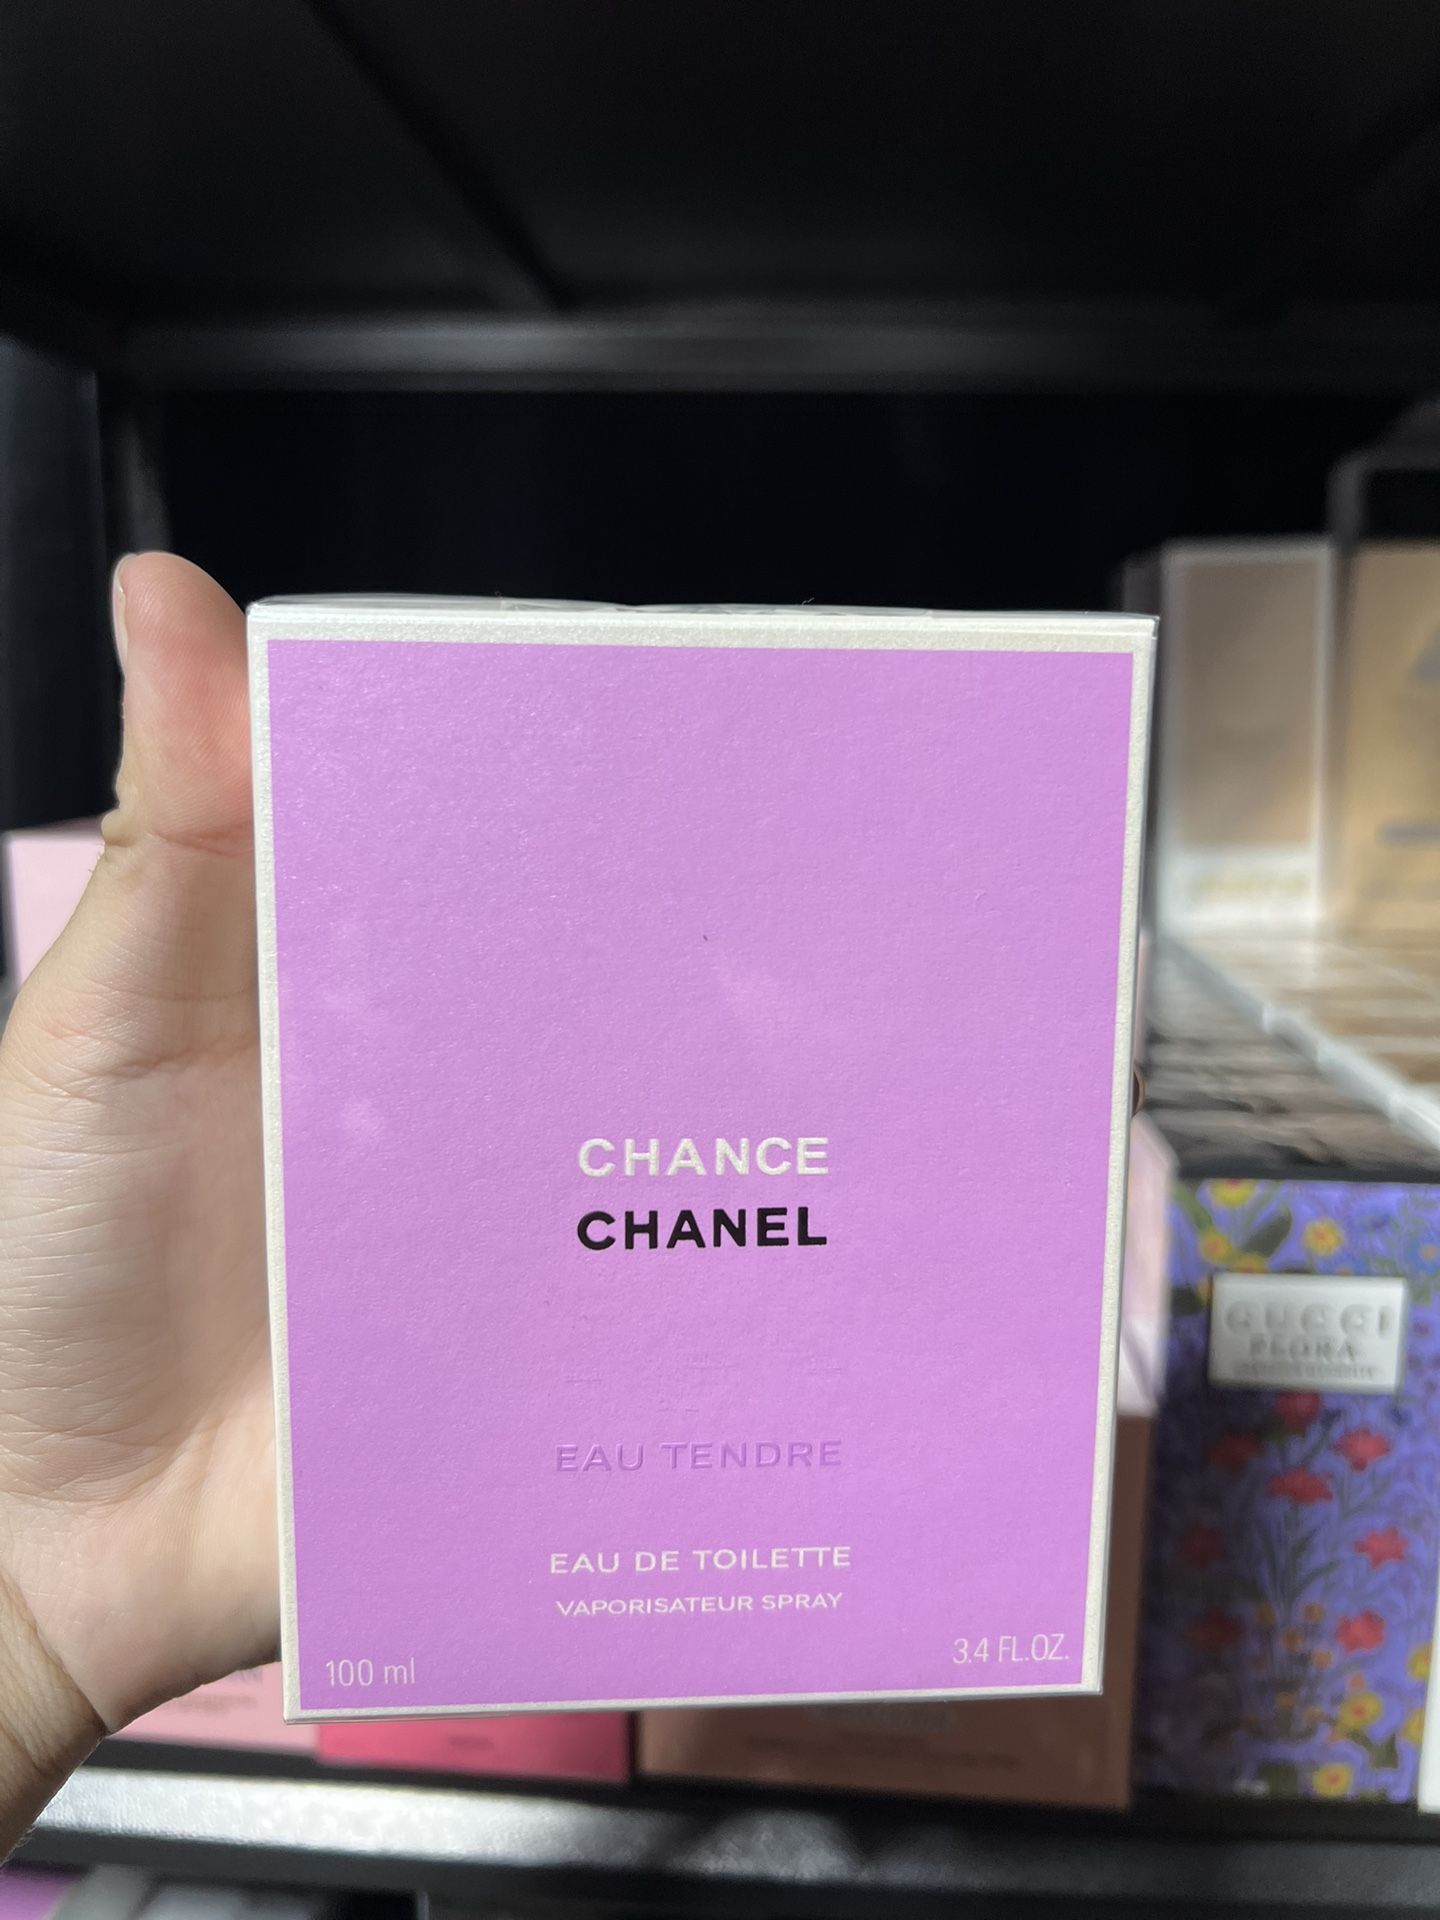 CHANCE
CHANEL
EAU TENDRE
EAU DE TOILETTE
VAPORISATEUR SPRAY
100 ml
3.4 FL.OZ.
GUCCI
FLORA